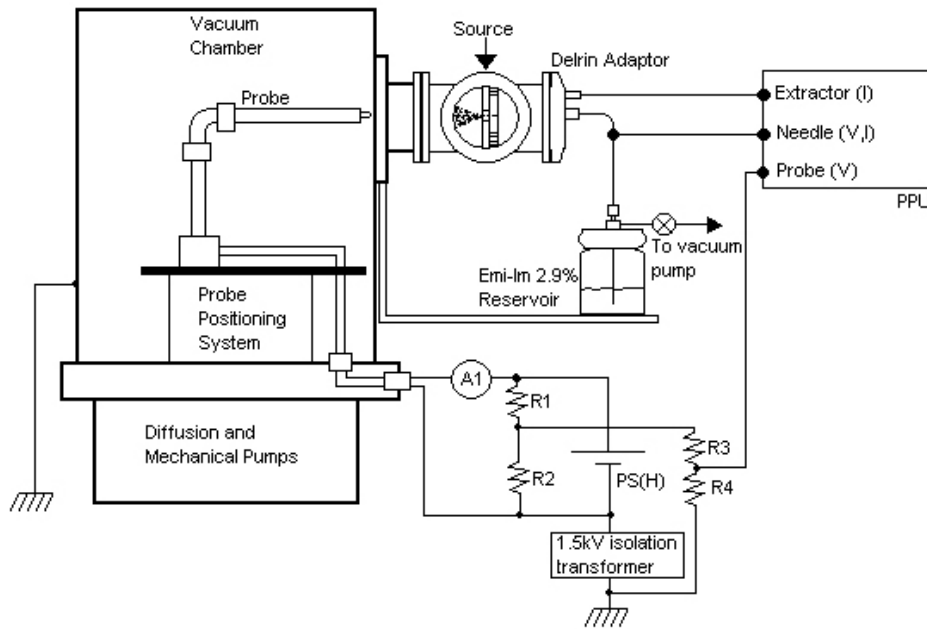 Vacuum
Chamber
Source
Delrin Adaptor
Probe
Extractor (I)
Needle (V,I)
Probe (V)
PPU
To vacuum
pump
Emi-Im 2.9%
Reservoir
Probe
Positioning
System
A1
R1
R2
R3
R4
PS(H)
Diffusion and
Mechanical Pumps
1.5kV isolation
transformer